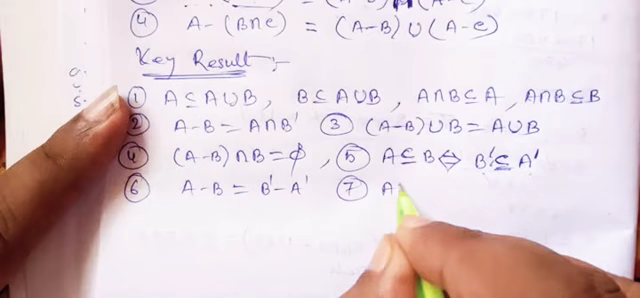 ④ A-(B∩C) = (A-B)∪(A-C)
Key Result :-
① A⊆A∪B, B⊆A∪B, A∩B⊆A, A∩B⊆B
② A-B = A∩B' ③ (A-B)∪B = A∪B
④ (A-B)∩B = ϕ, ⑤ A⊆B⇔ B'⊆A'
⑥ A-B = B'-A' ⑦ A